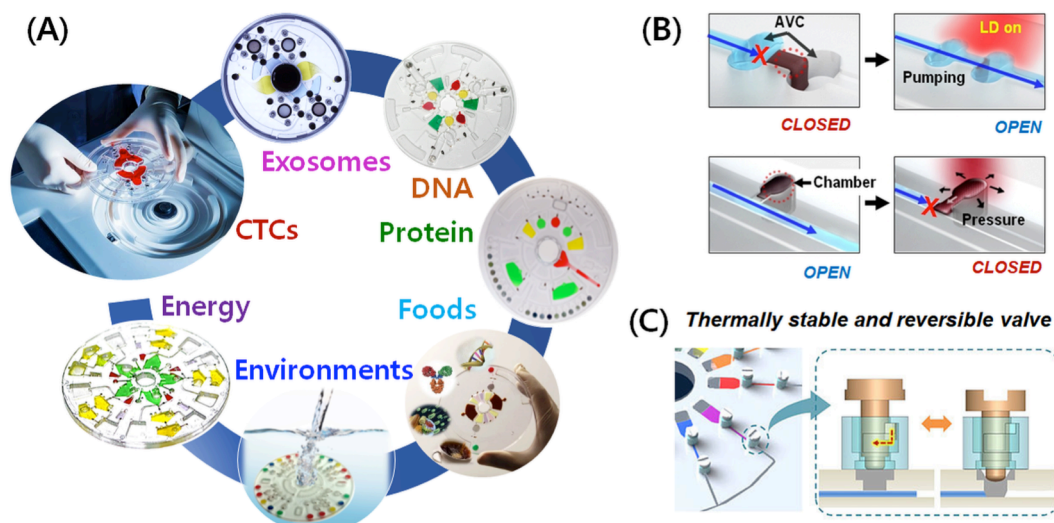 (A)
Exosomes
DNA
CTCs
Protein
Energy
Foods
Environments
(B)
AVC
X
CLOSED
LD on
Pumping
OPEN
Chamber
OPEN
X
Pressure
CLOSED
(C) Thermally stable and reversible valve